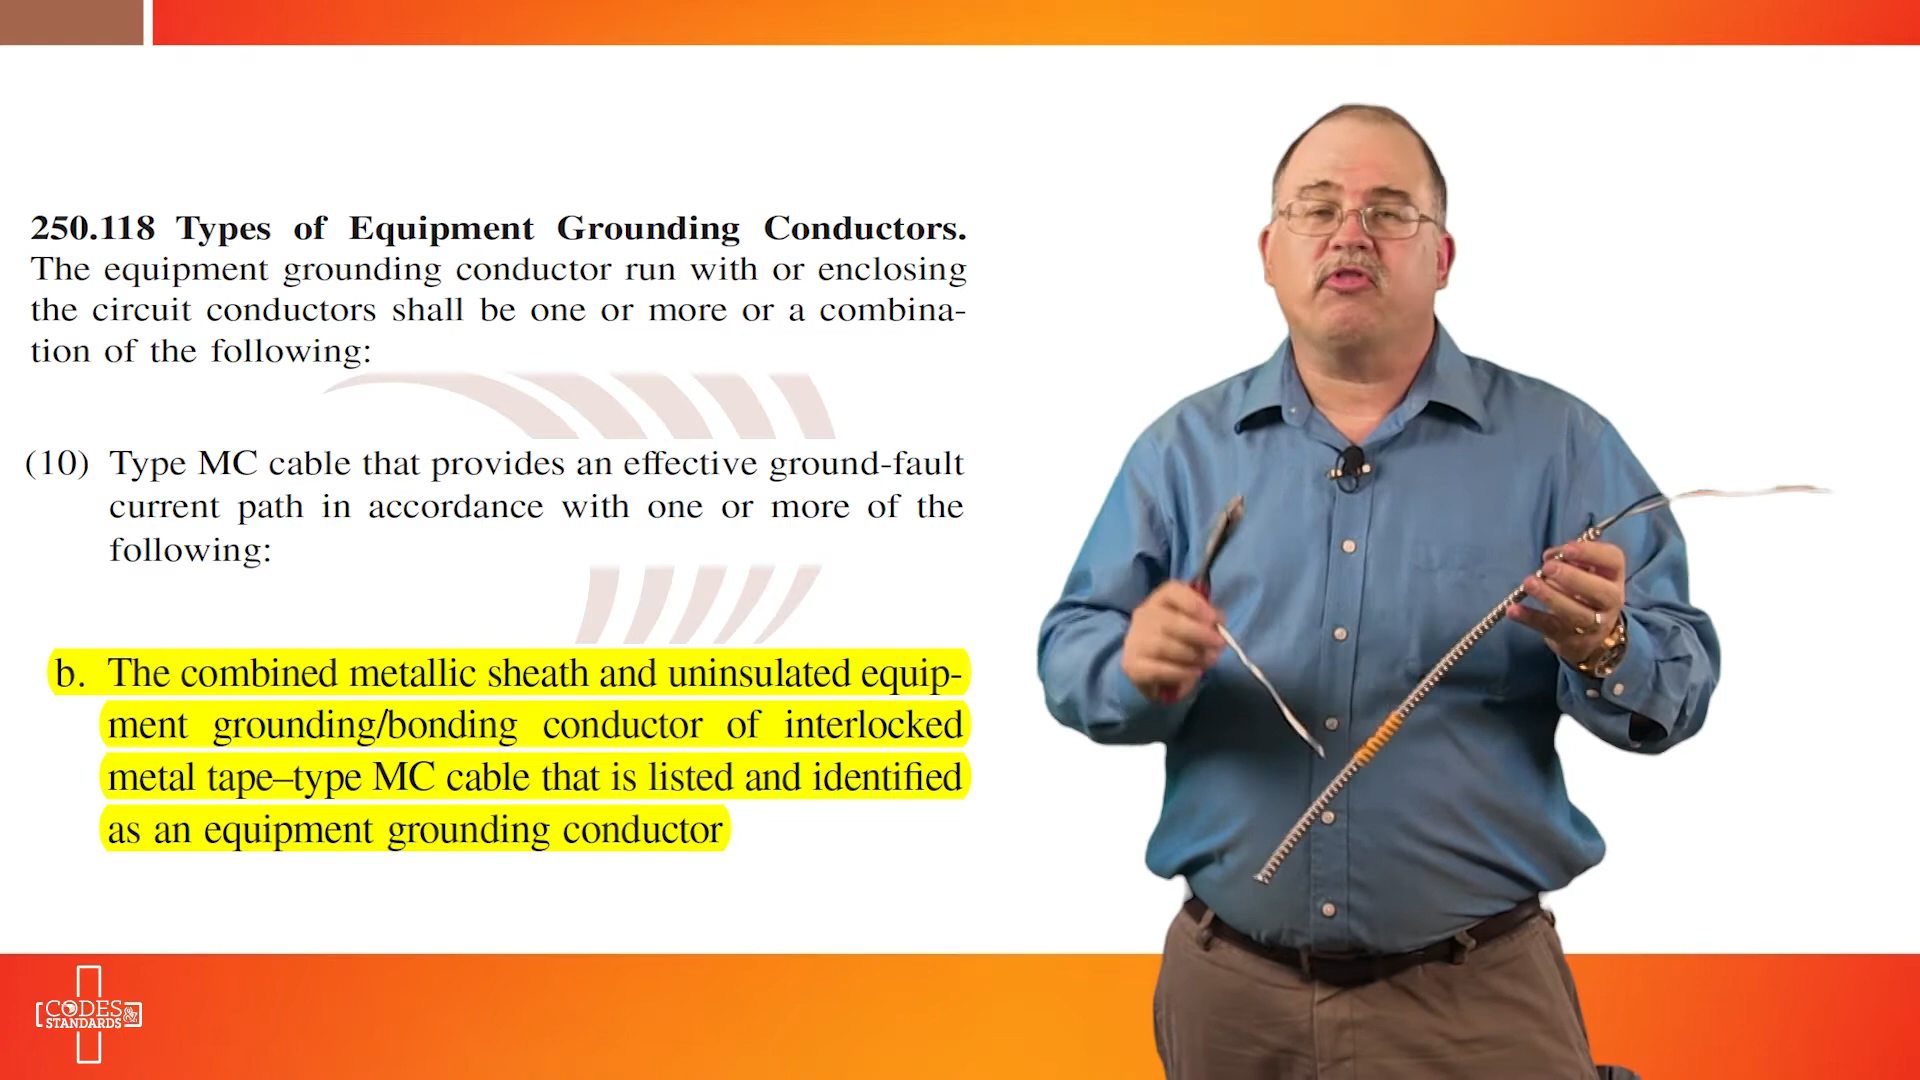 250.118 Types of Equipment Grounding Conductors.
The equipment grounding conductor run with or enclosing
the circuit conductors shall be one or more or a combina-
tion of the following:
(10) Type MC cable that provides an effective ground-fault
current path in accordance with one or more of the
following:
b. The combined metallic sheath and uninsulated equip-
ment grounding/bonding conductor of interlocked
metal tape–type MC cable that is listed and identified
as an equipment grounding conductor
CODES &
STANDARDS